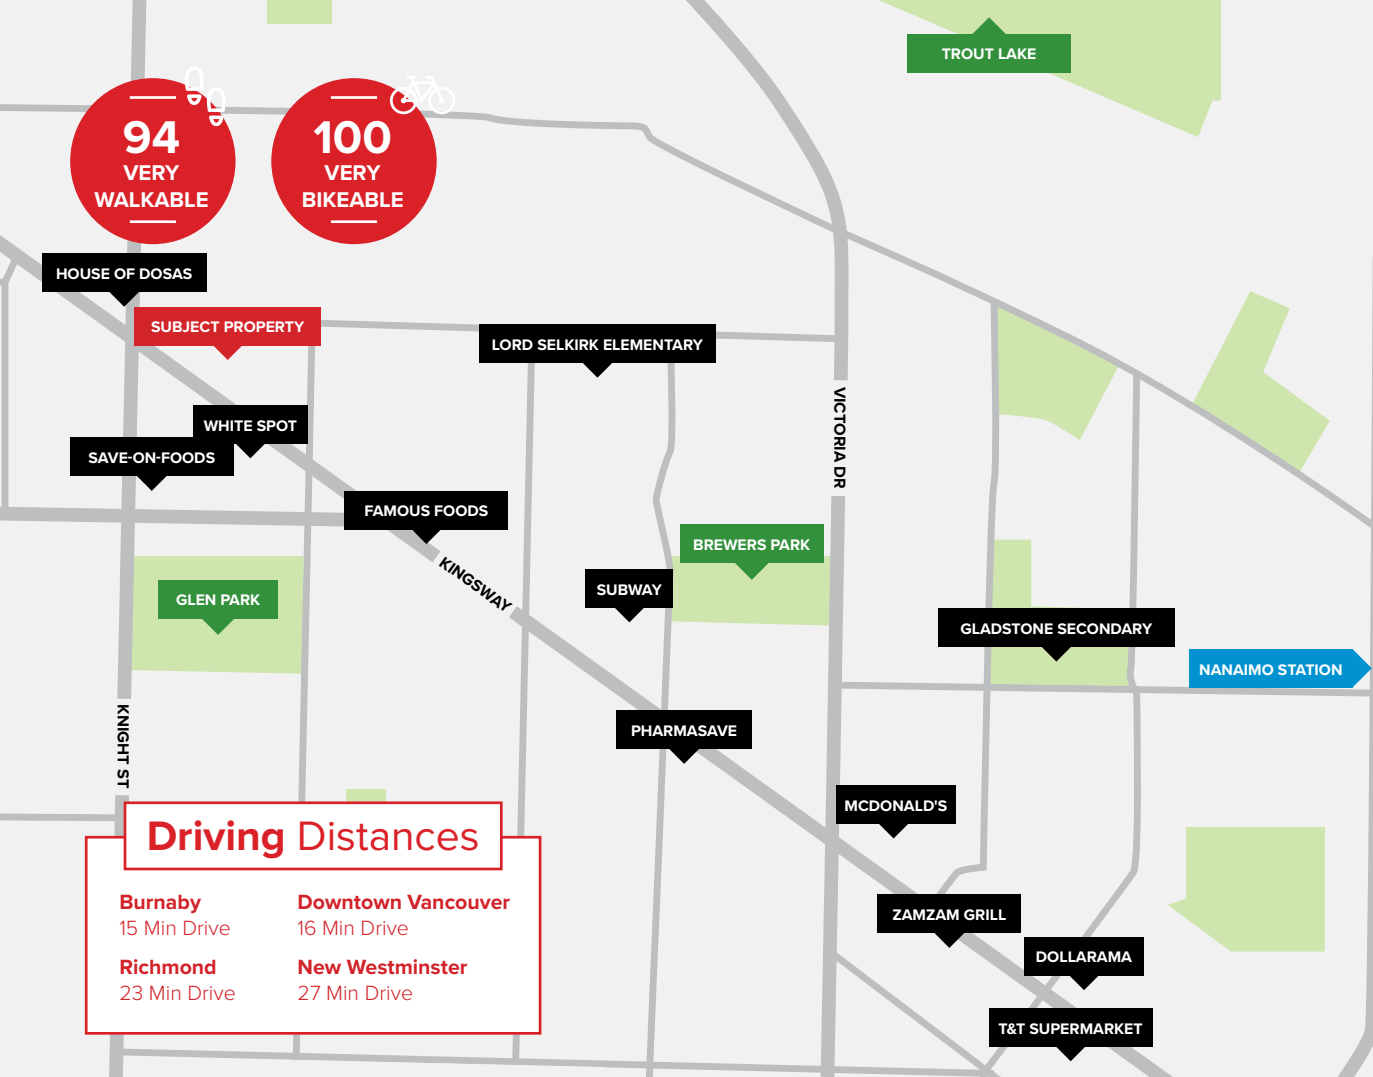 TROUT LAKE
94
VERY
WALKABLE
100
VERY
BIKEABLE
HOUSE OF DOSAS
SUBJECT PROPERTY
LORD SELKIRK ELEMENTARY
VICTORIA DR
WHITE SPOT
SAVE-ON-FOODS
FAMOUS FOODS
KINGSWAY
BREWERS PARK
SUBWAY
GLEN PARK
GLADSTONE SECONDARY
NANAIMO STATION
KNIGHT ST
PHARMASAVE
MCDONALD'S
ZAMZAM GRILL
DOLLARAMA
T&T SUPERMARKET
Driving Distances
Burnaby
15 Min Drive
Downtown Vancouver
16 Min Drive
Richmond
23 Min Drive
New Westminster
27 Min Drive